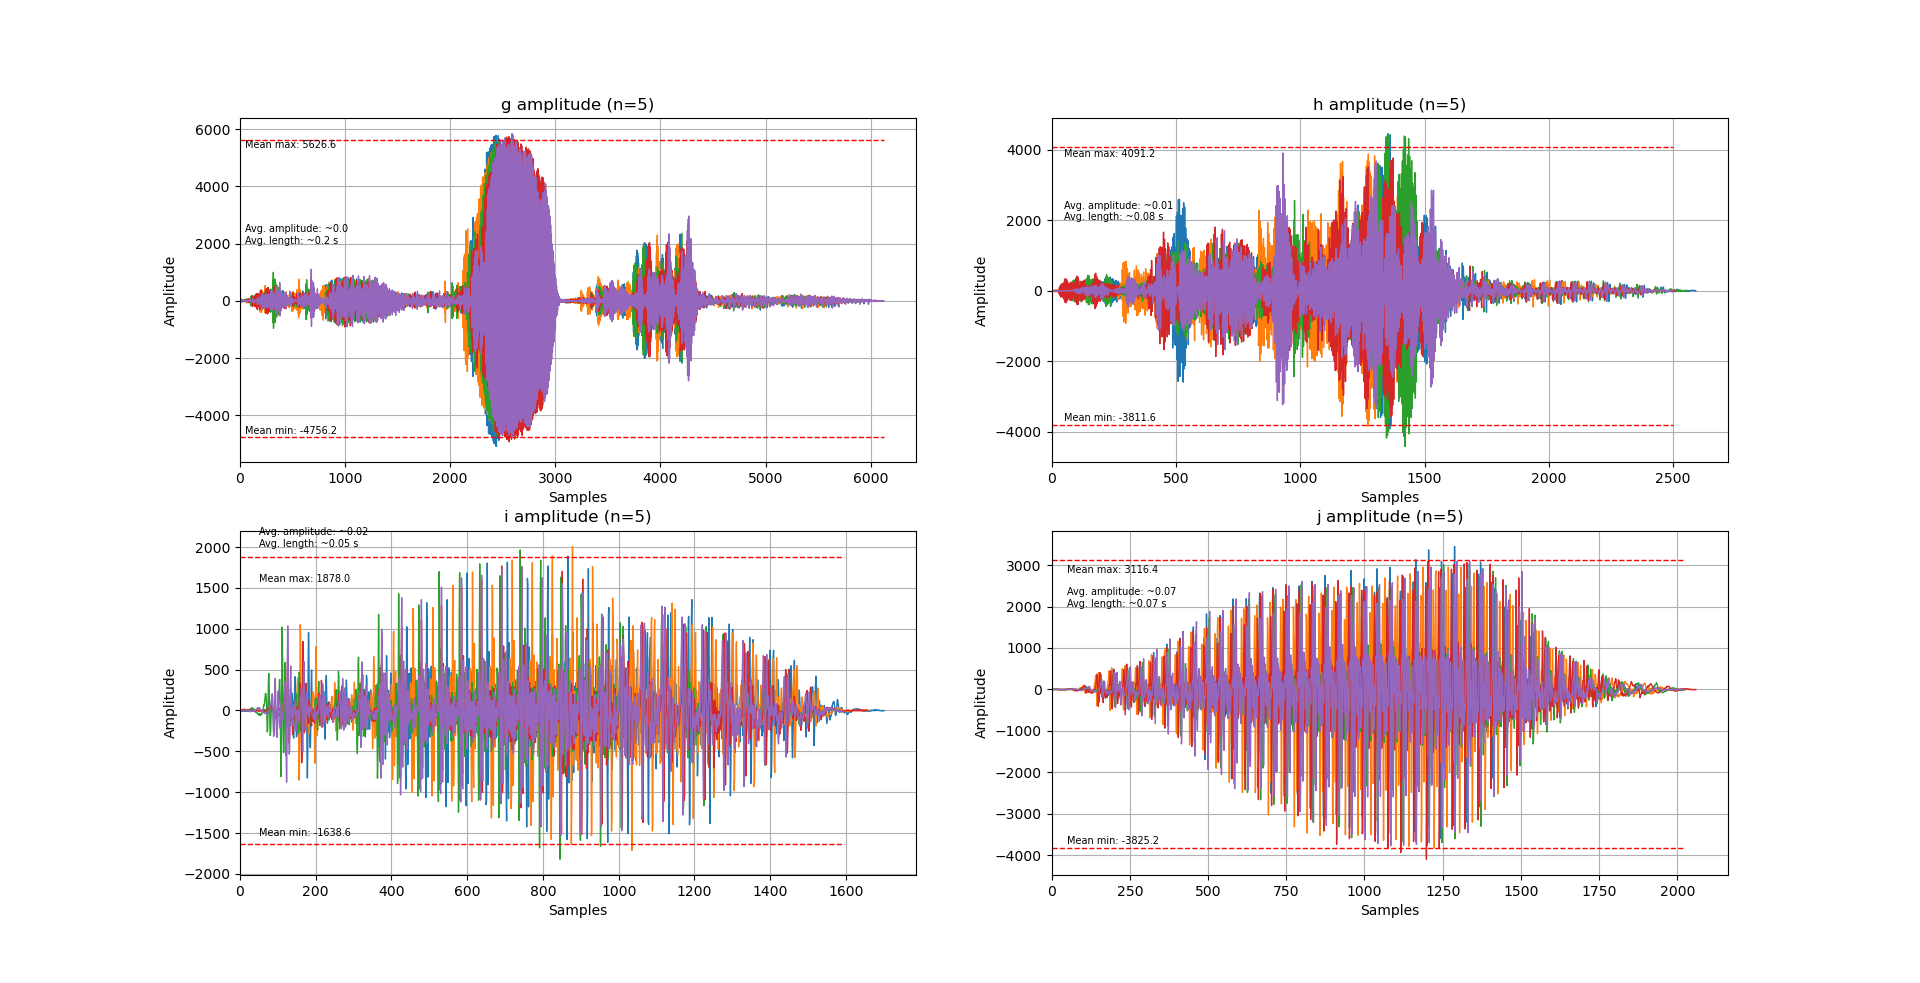 g amplitude (n=5)
6000
4000
2000
0
−2000
−4000
Amplitude
Mean max: 5626.6
Avg. amplitude: ~0.0
Avg. length: ~0.2 s
Mean min: -4756.2
0 1000 2000 3000 4000 5000 6000
Samples
h amplitude (n=5)
4000
2000
0
−2000
−4000
Amplitude
Mean max: 4091.2
Avg. amplitude: ~0.01
Avg. length: ~0.08 s
Mean min: -3811.6
0 500 1000 1500 2000 2500
Samples
i amplitude (n=5)
2000
1500
1000
500
0
−500
−1000
−1500
−2000
Amplitude
Avg. amplitude: ~0.02
Avg. length: ~0.05 s
Mean max: 1878.0
Mean min: -1638.6
0 200 400 600 800 1000 1200 1400 1600
Samples
j amplitude (n=5)
3000
2000
1000
0
−1000
−2000
−3000
−4000
Amplitude
Mean max: 3116.4
Avg. amplitude: ~0.07
Avg. length: ~0.07 s
Mean min: -3825.2
0 250 500 750 1000 1250 1500 1750 2000
Samples